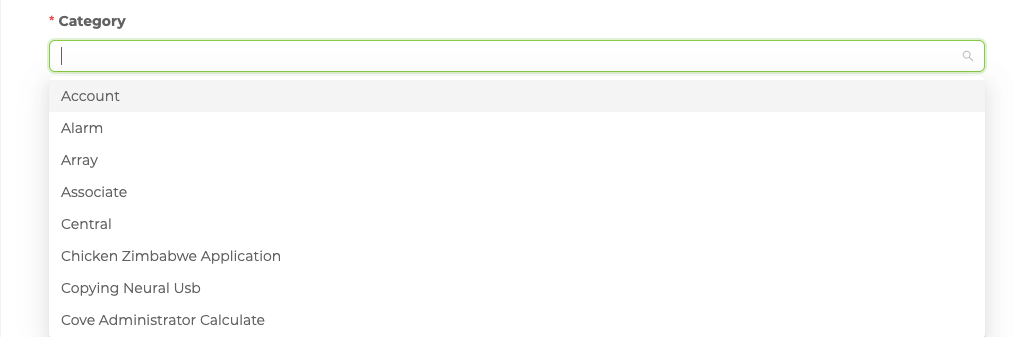 * Category
Account
Alarm
Array
Associate
Central
Chicken Zimbabwe Application
Copying Neural Usb
Cove Administrator Calculate